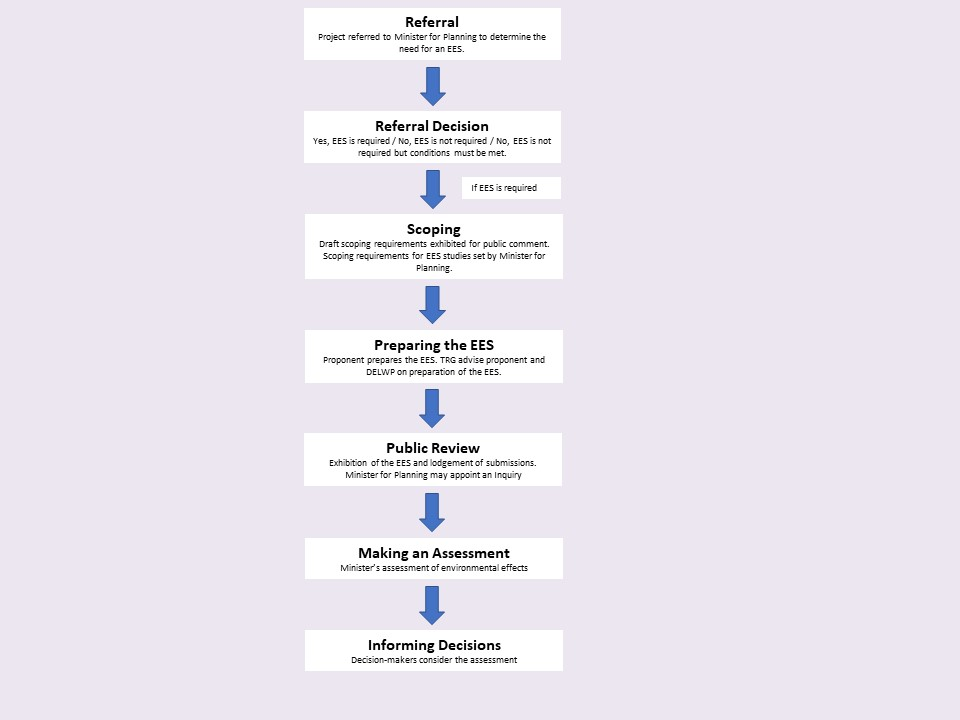 Referral
Project referred to Minister for Planning to determine the
need for an EES.
Referral Decision
Yes, EES is required / No, EES is not required / No, EES is not
required but conditions must be met.
If EES is required
Scoping
Draft scoping requirements exhibited for public comment.
Scoping requirements for EES studies set by Minister for
Planning.
Preparing the EES
Proponent prepares the EES. TRG advise proponent and
DELWP on preparation of the EES.
Public Review
Exhibition of the EES and lodgement of submissions.
Minister for Planning may appoint an Inquiry
Making an Assessment
Minister's assessment of environmental effects
Informing Decisions
Decision-makers consider the assessment